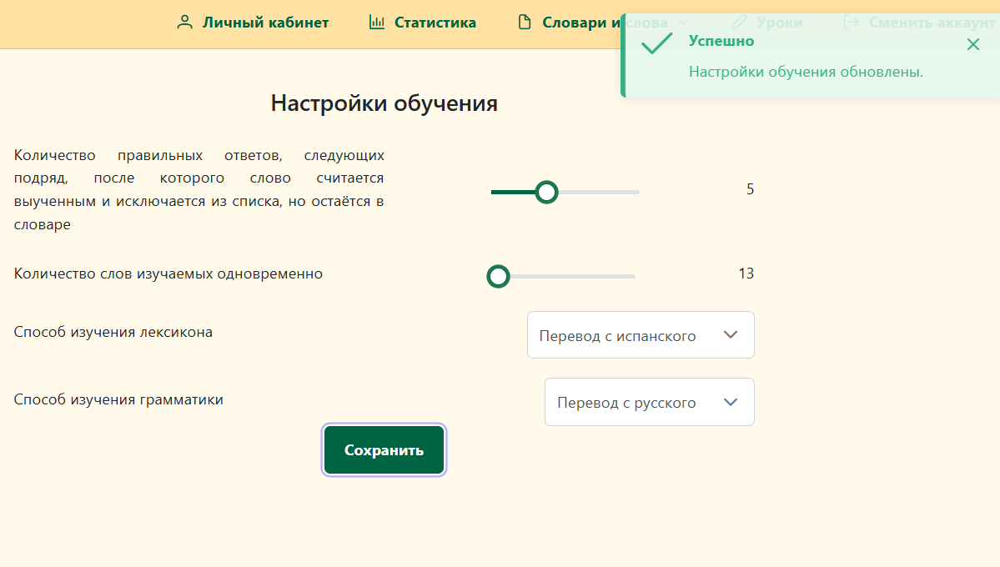 Личный кабинет
Статистика
Словари и слова
Уроки
Сменить аккаунт
Успешно
Настройки обучения обновлены.
Настройки обучения
Количество правильных ответов, следующих
подряд, после которого слово считается
выученным и исключается из списка, но остаётся в
словаре
5
Количество слов изучаемых одновременно
13
Способ изучения лексикона
Перевод с испанского
Способ изучения грамматики
Перевод с русского
Сохранить